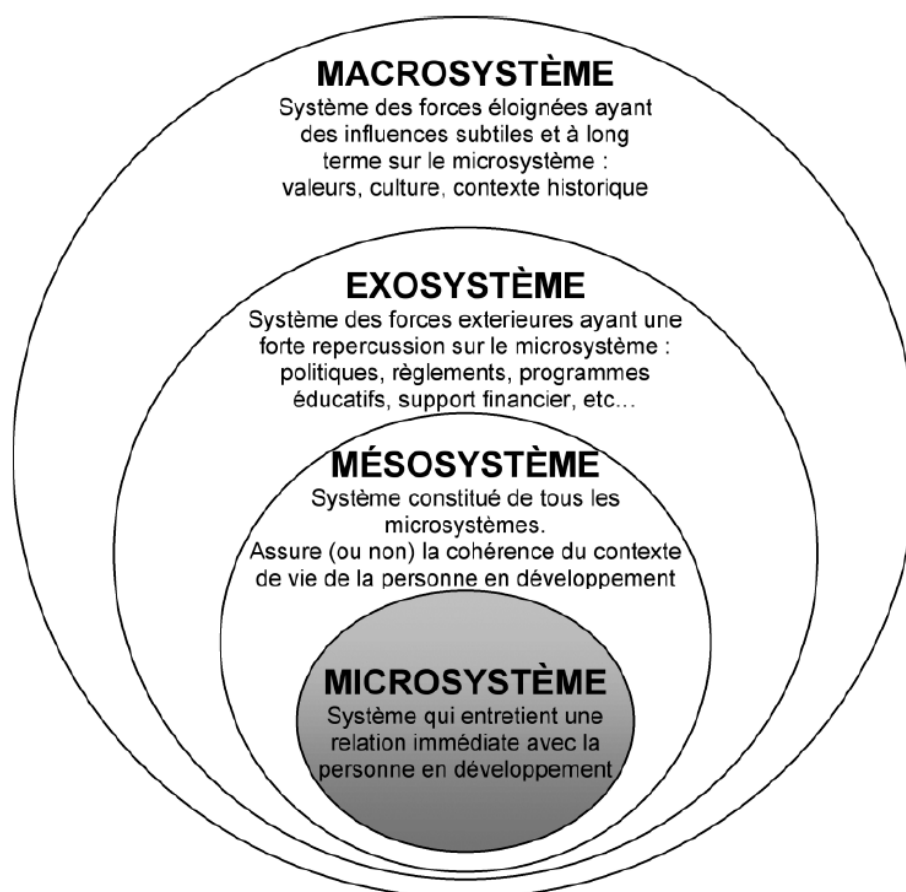 MACROSYSTÈME
Système des forces éloignées ayant
des influences subtiles et à long
terme sur le microsystème :
valeurs, culture, contexte historique
EXOSYSTÈME
Système des forces exterieures ayant une
forte repercussion sur le microsystème :
politiques, règlements, programmes
éducatifs, support financier, etc...
MÉSOSYSTÈME
Système constitué de tous les
microsystèmes.
Assure (ou non) la cohérence du contexte
de vie de la personne en développement
MICROSYSTÈME
Système qui entretient une
relation immédiate avec la
personne en développement